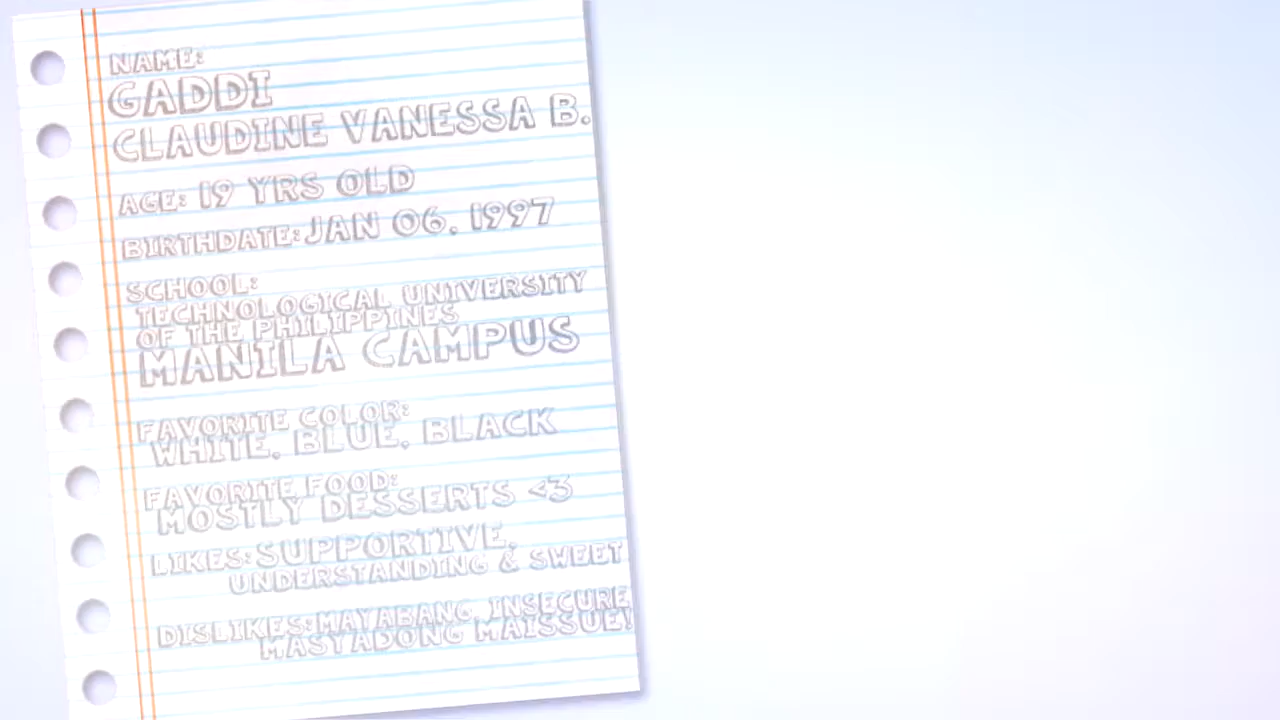 NAME:
GADDI
CLAUDINE VANESSA B.
AGE: 19 YRS OLD
BIRTHDATE: JAN 06, 1997
SCHOOL:
TECHNOLOGICAL UNIVERSITY
OF THE PHILIPPINES
MANILA CAMPUS
FAVORITE COLOR:
WHITE, BLUE, BLACK
FAVORITE FOOD:
MOSTLY DESSERTS <3
LIKES: SUPPORTIVE,
UNDERSTANDING & SWEET
DISLIKES: MAYABANG, INSECURE
MASYADONG MAISSUE!